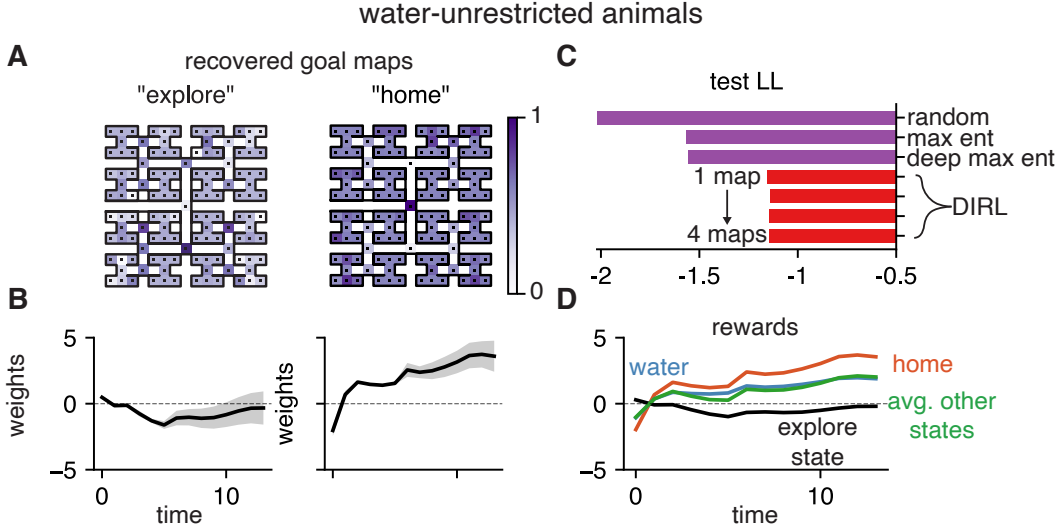 water-unrestricted animals
A
recovered goal maps
"explore"
"home"
1
0
C
test LL
random
max ent
deep max ent
1 map
4 maps
DIRL
-2
-1.5
-1
-0.5
B
weights
5
0
−5
0
10
time
weights
D
rewards
5
0
−5
water
home
avg. other
states
explore
state
0
10
time